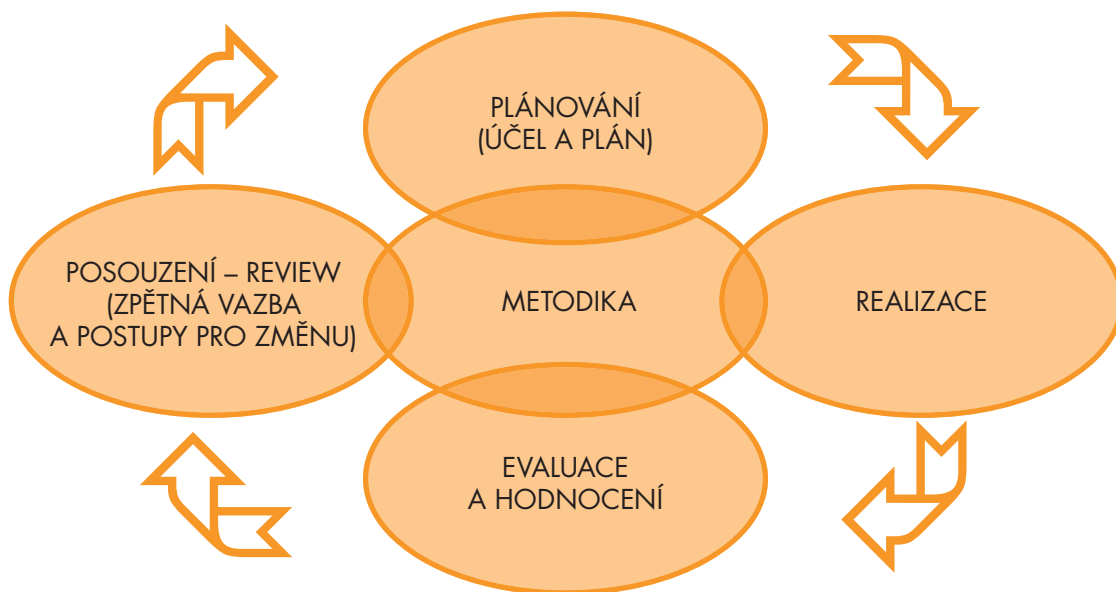 PLÁNOVÁNÍ
(ÚČEL A PLÁN)
POSOUZENÍ – REVIEW
(ZPĚTNÁ VAZBA
A POSTUPY PRO ZMĚNU)
METODIKA
REALIZACE
EVALUACE
A HODNOCENÍ